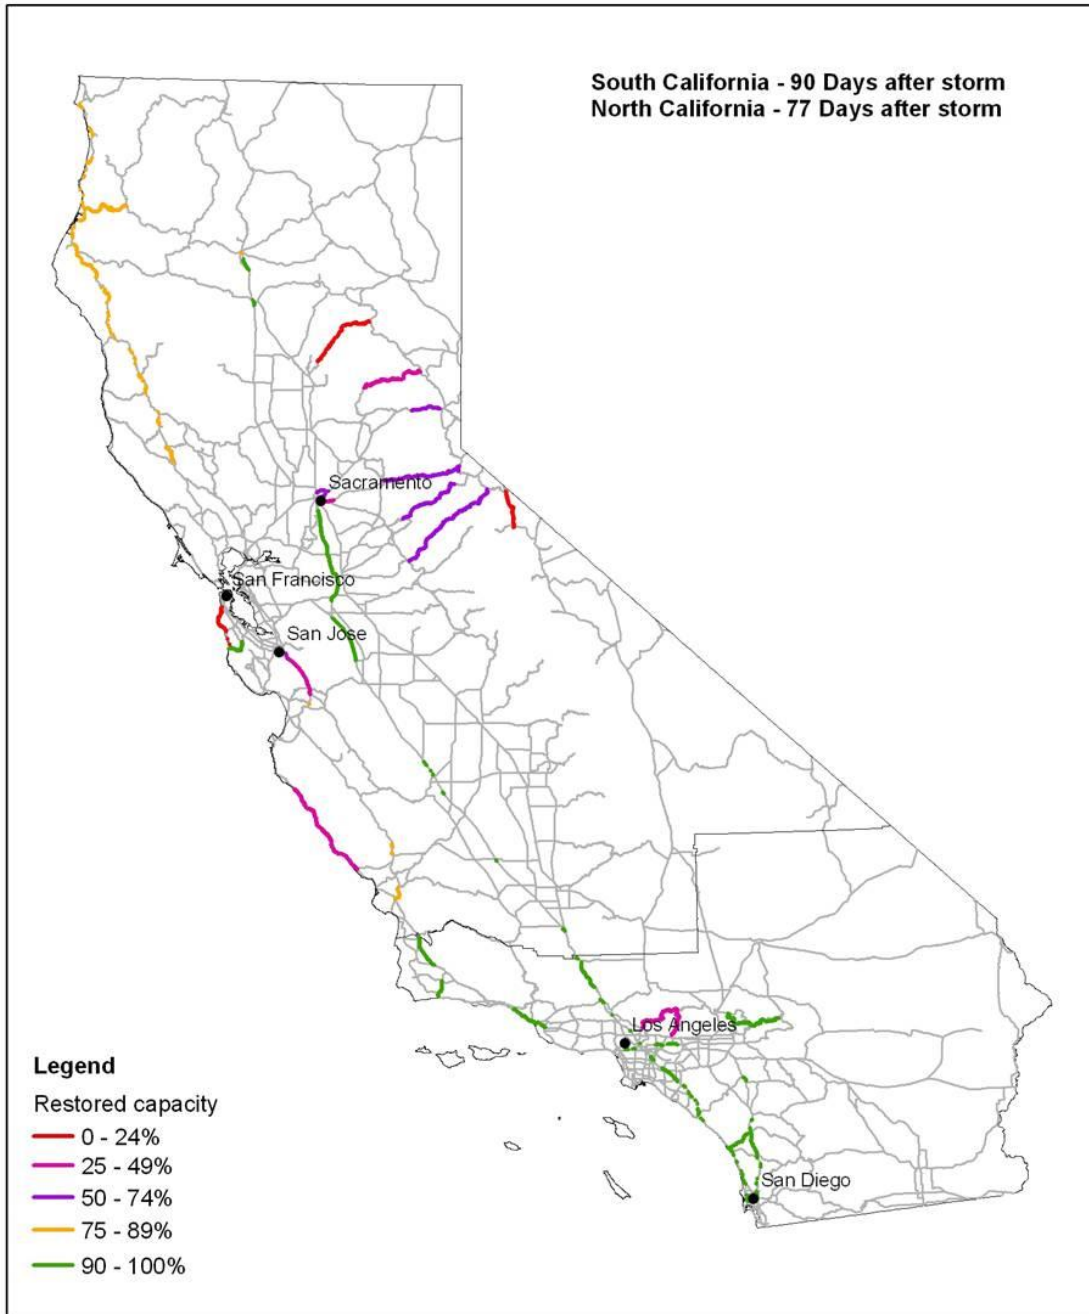 South California - 90 Days after storm
North California - 77 Days after storm
Sacramento
San Francisco
San Jose
Los Angeles
San Diego
Legend
Restored capacity
0 - 24%
25 - 49%
50 - 74%
75 - 89%
90 - 100%